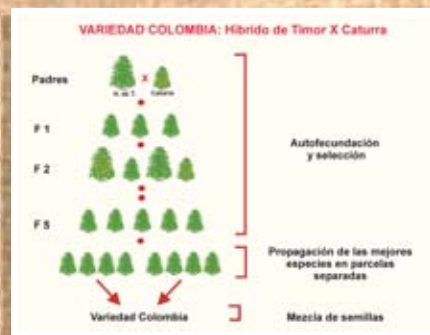 VARIEDAD COLOMBIA: Híbrido de Timor X Caturra
Padres
X
H. de T.
Caturra
F 1
F 2
F 5
Autofecundación
y selección
Propagación de las mejores
especies en parcelas
separadas
Variedad Colombia
Mezcla de semillas